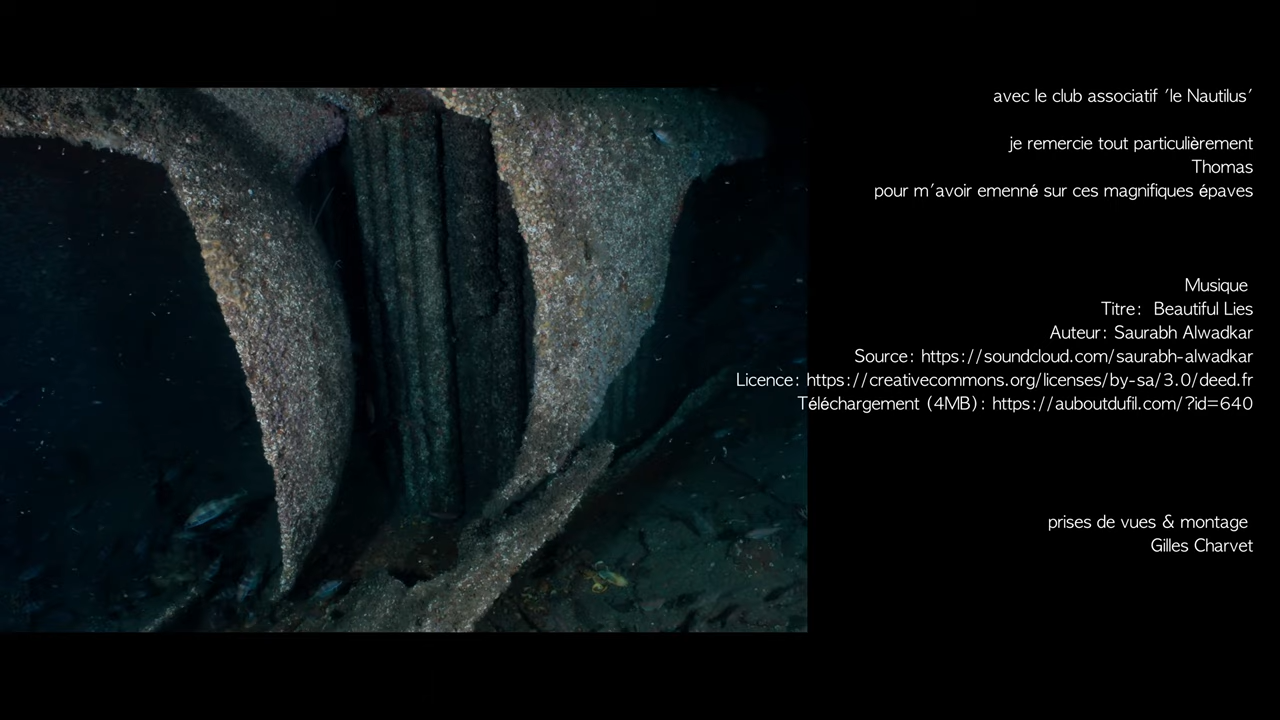 avec le club associatif 'le Nautilus'
je remercie tout particulièrement
Thomas
pour m'avoir emenné sur ces magnifiques épaves
Musique
Titre: Beautiful Lies
Auteur: Saurabh Alwadkar
Source: https://soundcloud.com/saurabh-alwadkar
Licence: https://creativecommons.org/licenses/by-sa/3.0/deed.fr
Téléchargement (4MB): https://auboutdufil.com/?id=640
prises de vues & montage
Gilles Charvet